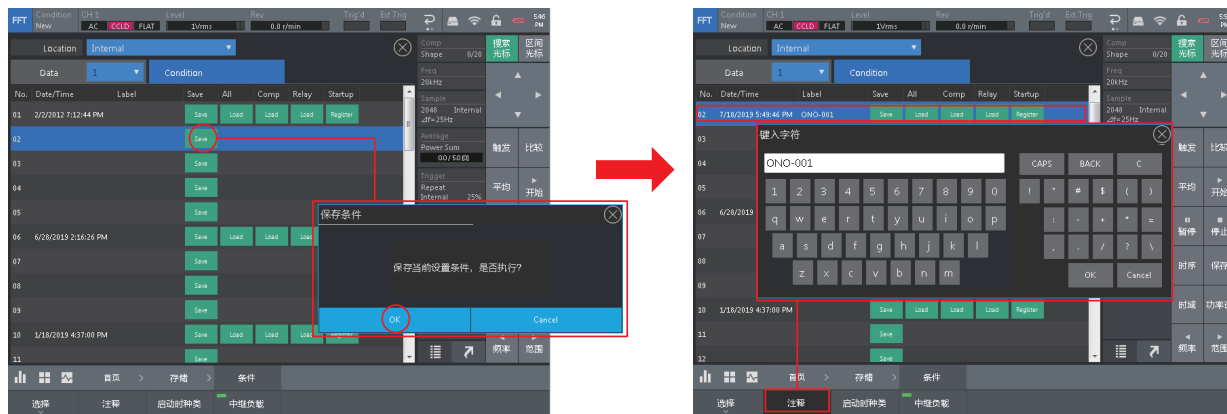 FFT Condition New CH 1 AC CCLD FLAT Level 1Vrms Rev 0.0 r/min Trig'd Ext Trig 5:46 PM
Location Internal
Data 1 Condition
No. Date/Time Label Save All Comp Relay Startup
01 2/2/2012 7:12:44 PM Save Load Load Load Register
02 Save
03 Save
04 Save
05 Save
06 6/28/2019 2:16:26 PM Save Load Load
07 Save
08 Save
09 Save
10 1/18/2019 4:37:00 PM Save Load Load Load Register
11 Save
Comp Shape 0/20
Freq 20kHz
Sample 2048 Internal
⊿f=25Hz
Average
Power Sum
0.0 / 5.0 [0]
Trigger
Repeat
Internal 25%
搜索光标 区间光标
触发 比较
平均 开始
频率 范围
保存条件
保存当前设置条件，是否执行?
OK Cancel
首页 > 存储 > 条件
选择 注释 启动时种类 中继负载
FFT Condition New CH 1 AC CCLD FLAT Level 1Vrms Rev 0.0 r/min Trig'd Ext Trig PM
Location Internal
Data 1 Condition
No. Date/Time Label Save All Comp Relay Startup
02 7/18/2019 5:49:46 PM ONO-001 Save Load Load Load Register
03
04
05
06 6/28/2019
07
08
09
10 1/18/2019 4:37:00 PM Save Load Load Load Register
11 Save
12 Save
Comp Shape 0/20
Freq 20kHz
Sample 2048 Internal
⊿f=25Hz
搜索光标 区间光标
触发 比较
平均 开始
暂停 停止
时序 保存
时域
频率 范围
键入字符
ONO-001 CAPS BACK C
1 2 3 4 5 6 7 8 9 0 ! " # $ ( )
q w e r t y u i o p : - + * =
a s d f g h j k l , . / ? \
z x c v b n m OK Cancel
首页 > 存储 > 条件
选择 注释 启动时种类 中继负载